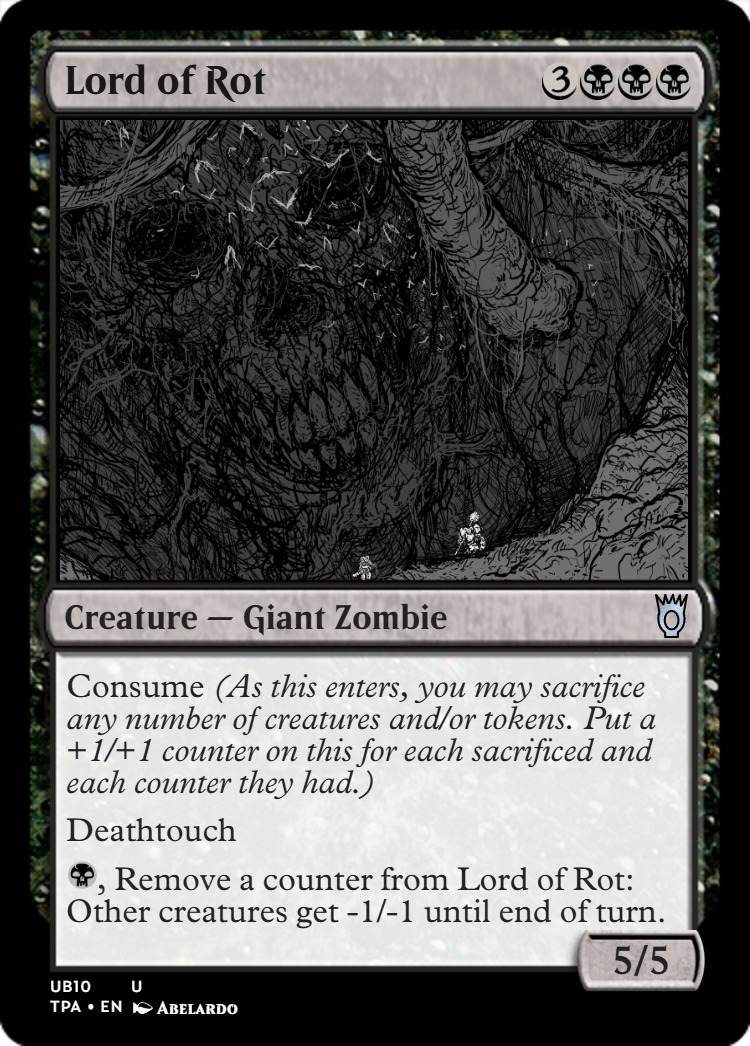 Lord of Rot 3
Creature — Giant Zombie
Consume (As this enters, you may sacrifice
any number of creatures and/or tokens. Put a
+1/+1 counter on this for each sacrificed and
each counter they had.)
Deathtouch
, Remove a counter from Lord of Rot:
Other creatures get -1/-1 until end of turn.
5/5
UB10 U
TPA • EN ABELARDO